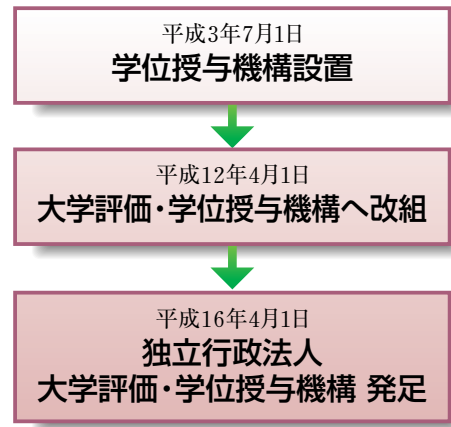 平成3年7月1日
学位授与機構設置
平成12年4月1日
大学評価・学位授与機構へ改組
平成16年4月1日
独立行政法人
大学評価・学位授与機構 発足